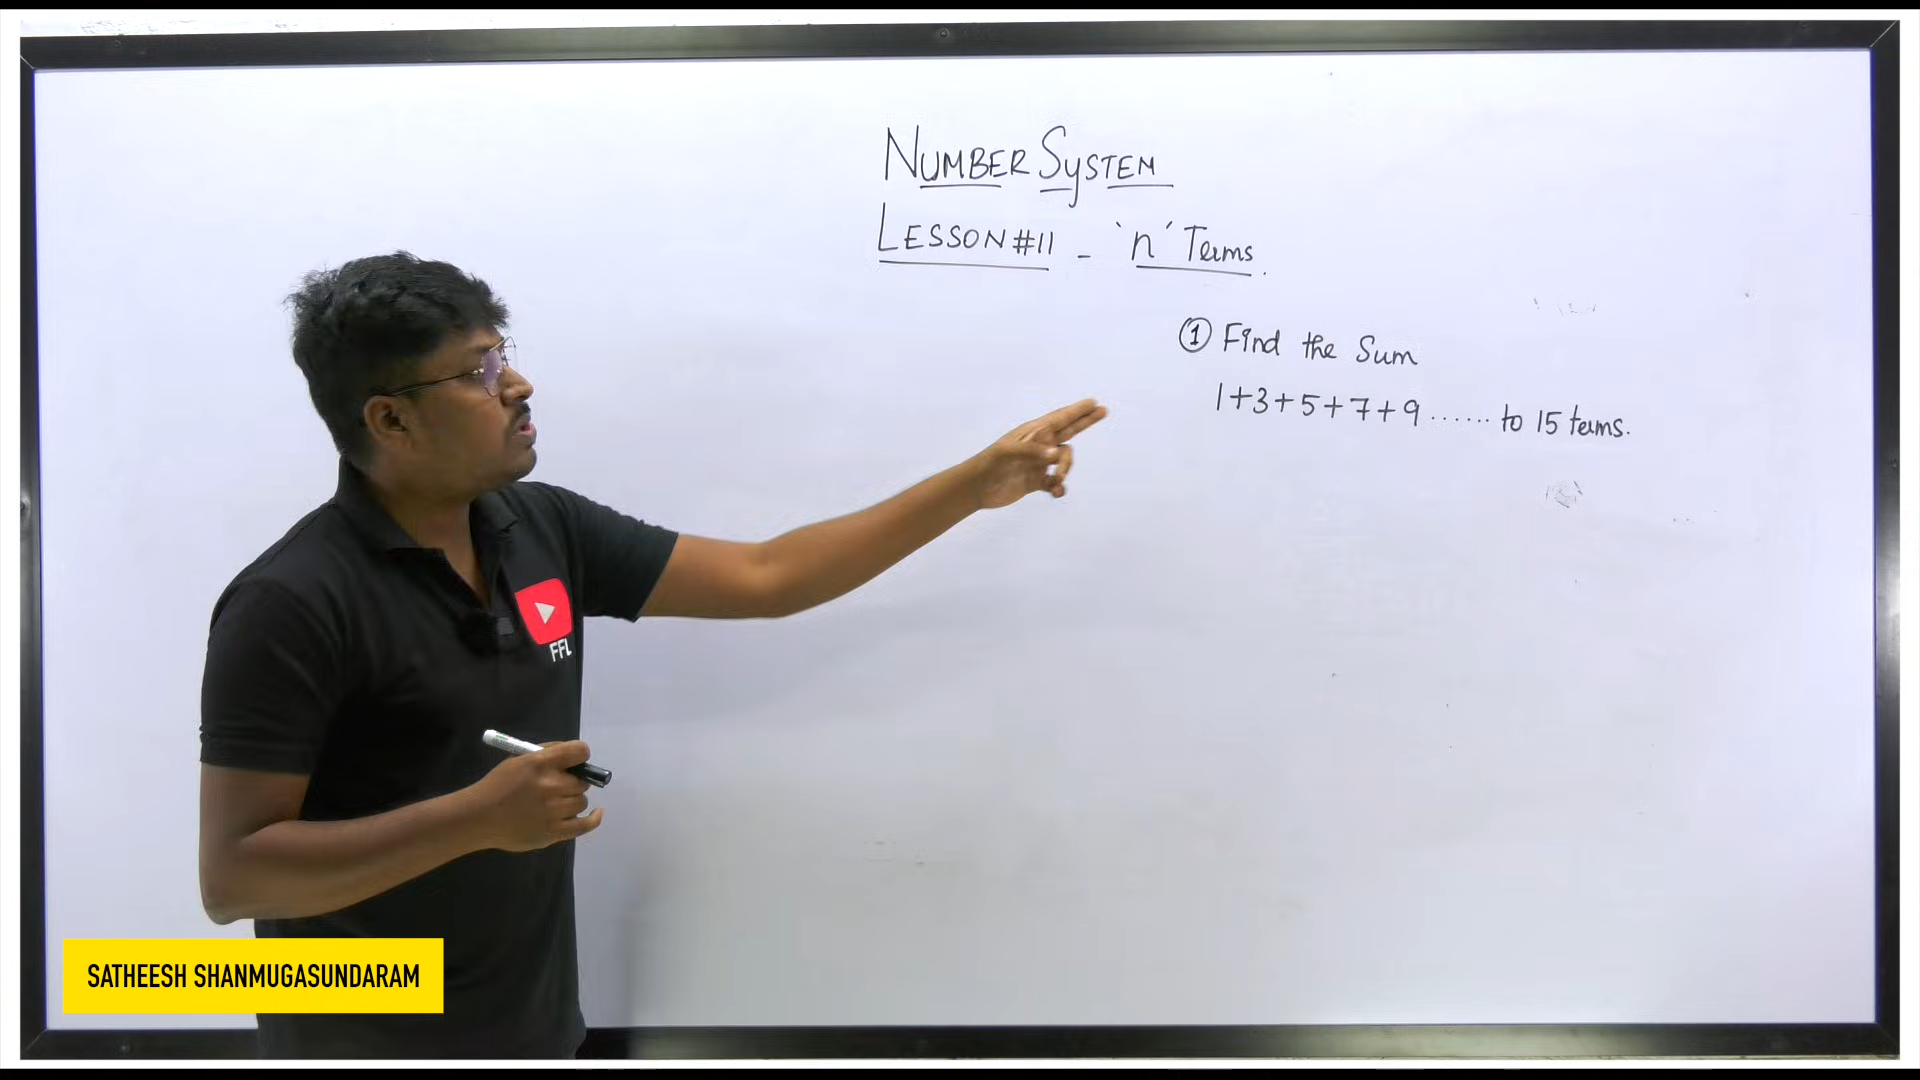 NUMBER SYSTEM
LESSON #11 - 'n' Terms.
① Find the Sum
1+3+5+7+9 ...... to 15 terms.
FFL
SATHEESH SHANMUGASUNDARAM